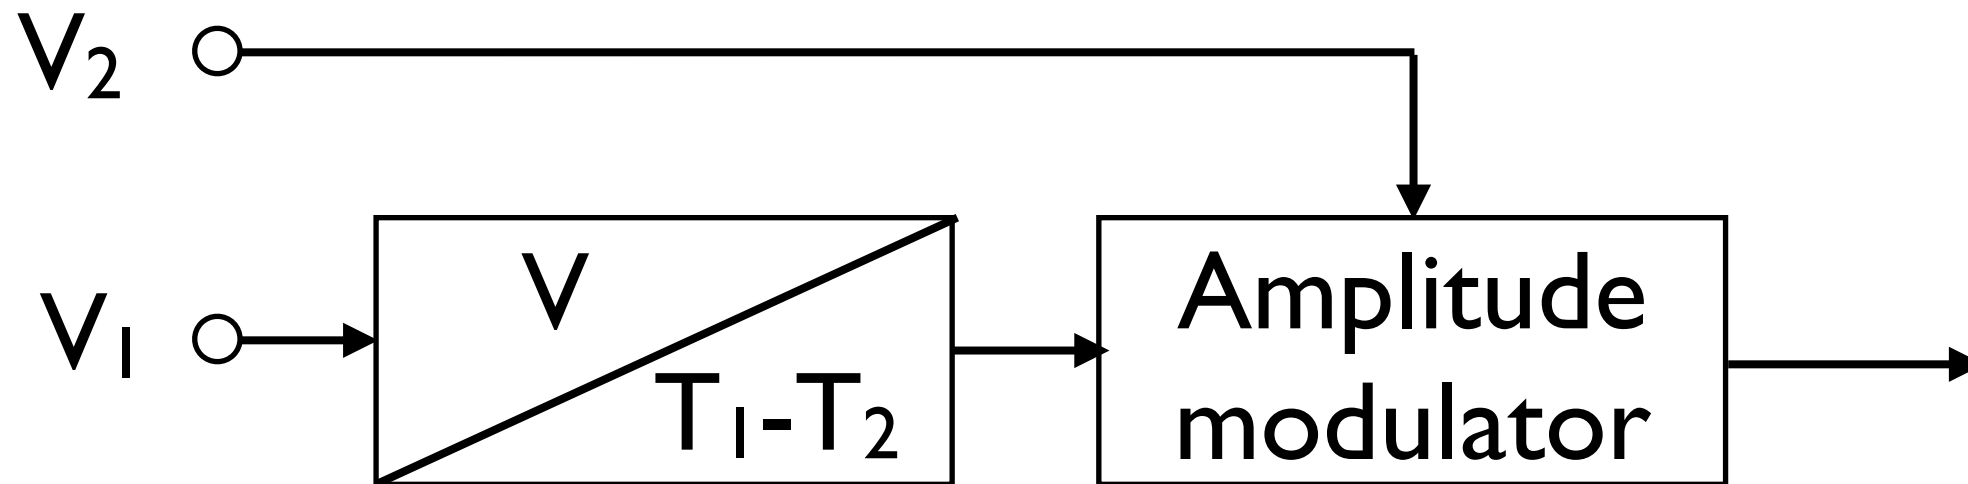 V₂
V₁
V
T₁-T₂
Amplitude
modulator